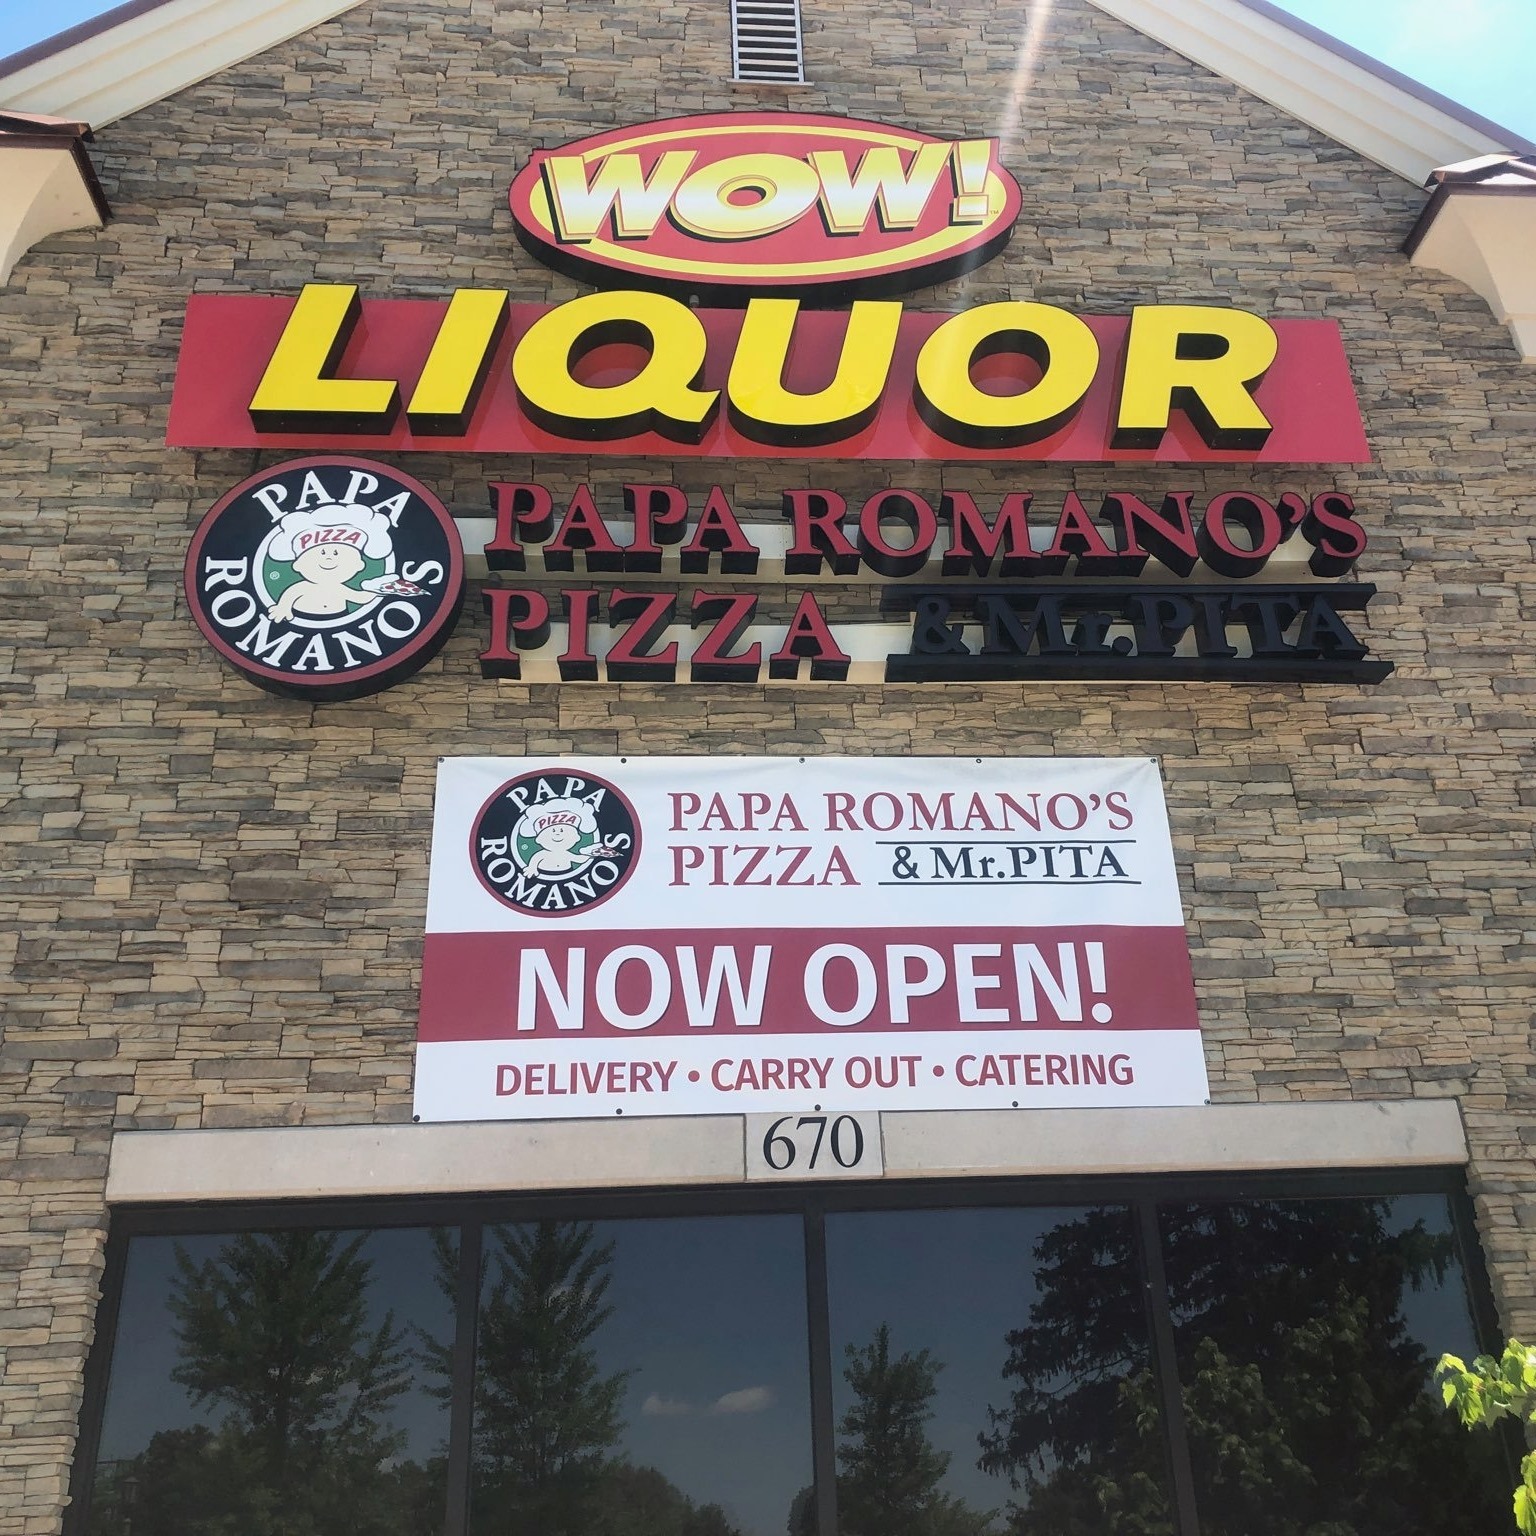 WOW!
LIQUOR
PAPA ROMANO'S
PIZZA
PAPA ROMANO'S
PIZZA & Mr.PITA
PAPA ROMANO'S
PIZZA
PAPA ROMANO'S
PIZZA & Mr.PITA
NOW OPEN!
DELIVERY • CARRY OUT • CATERING
670